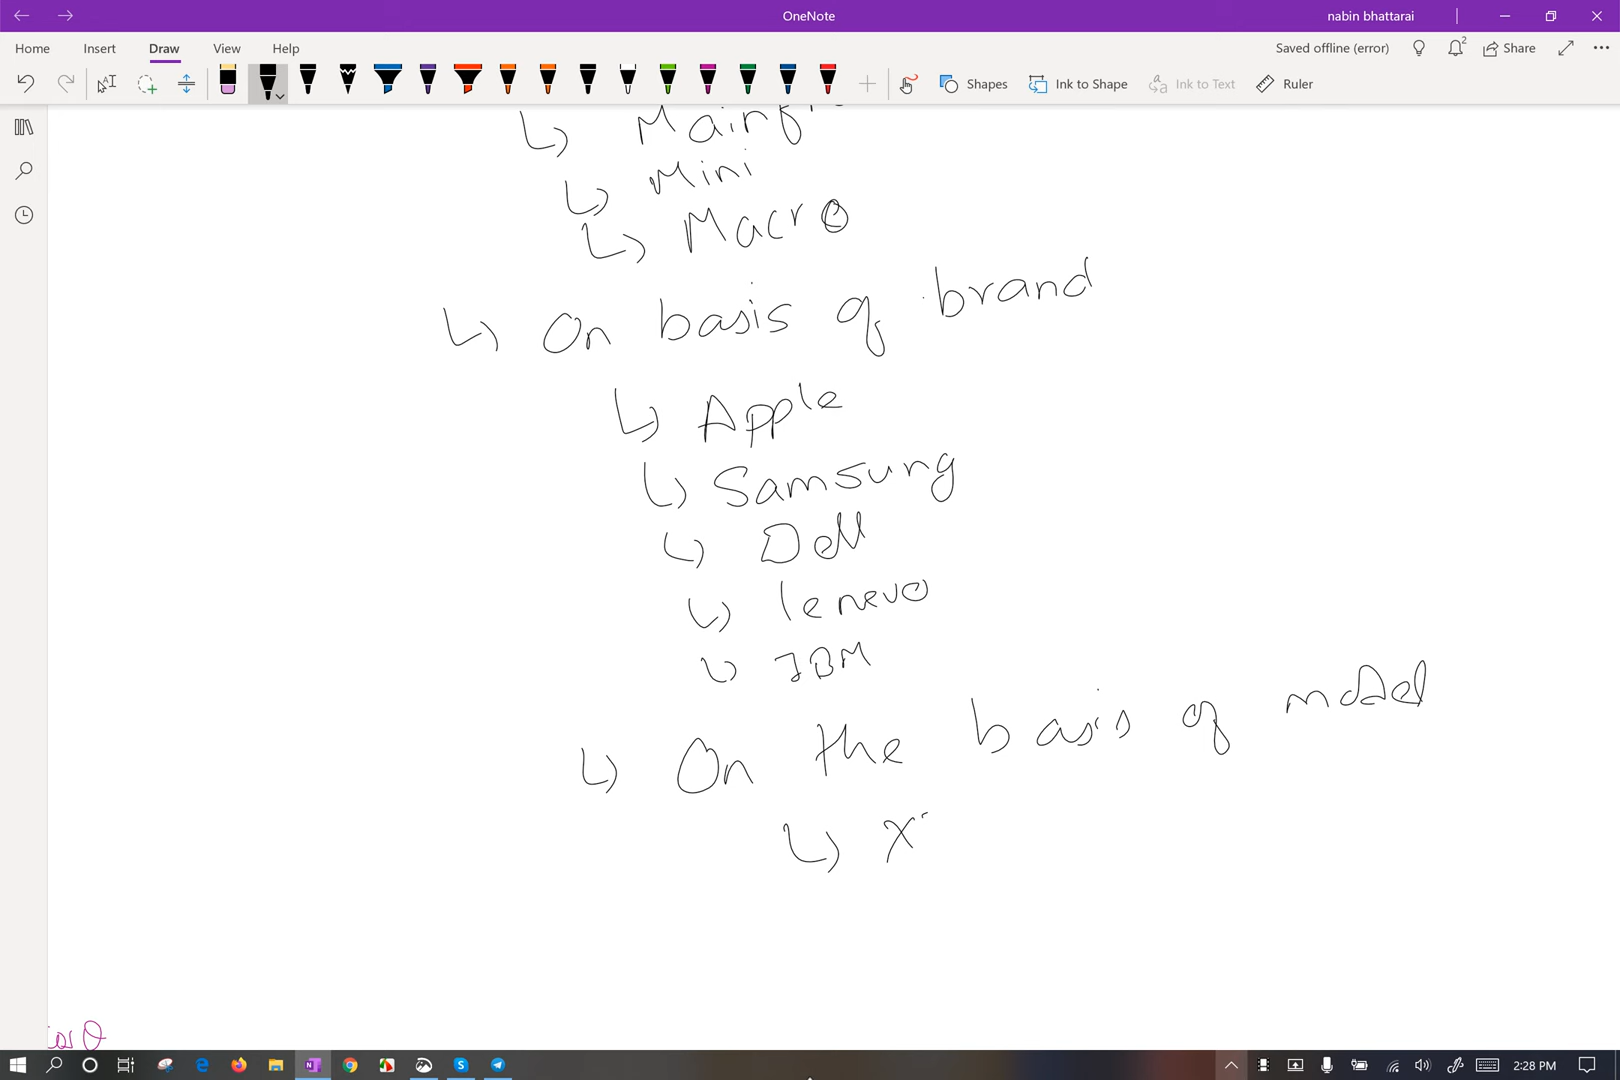 OneNote
nabin bhattarai
Home Insert Draw View Help
Saved offline (error) 2 Share
Shapes Ink to Shape Ink to Text Ruler
Mini
Macro
On basis of brand
Apple
Samsung
Dell
lenevo
IBM
On the basis of model
X
2:28 PM